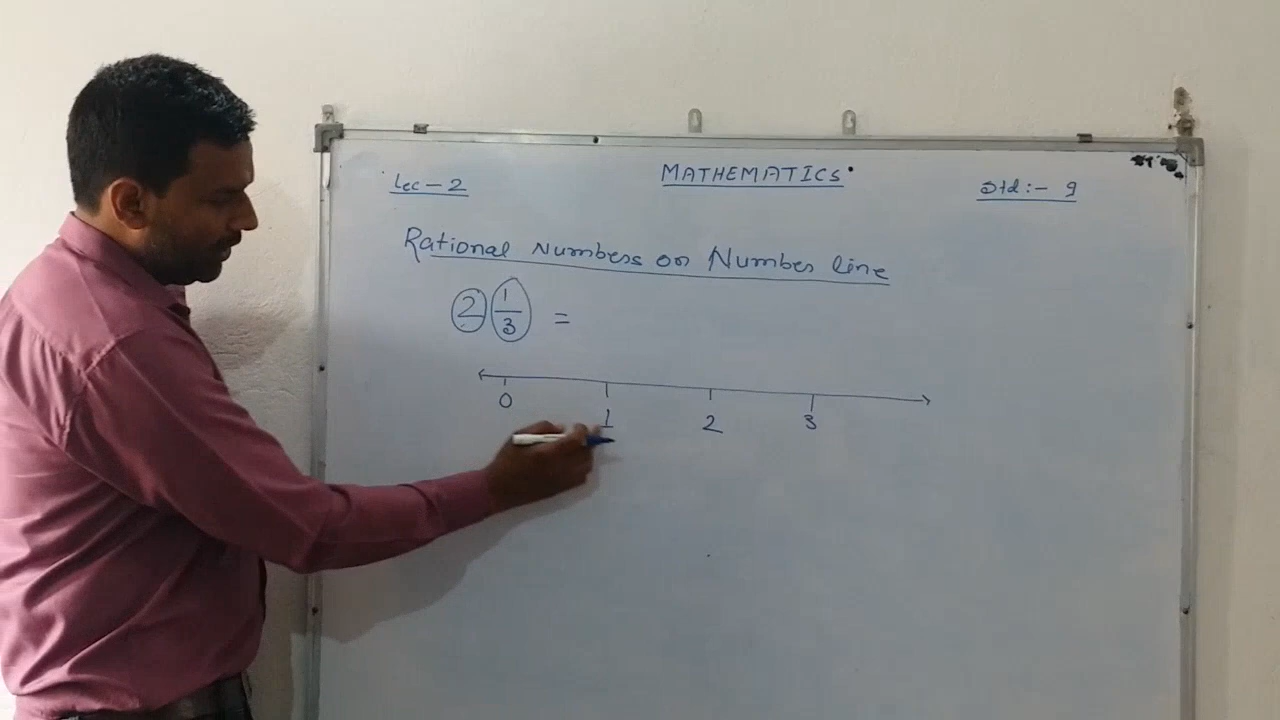 Lec - 2
MATHEMATICS
Std :- 9
Rational Numbers on Number line
2 1/3 =
0 1 2 3